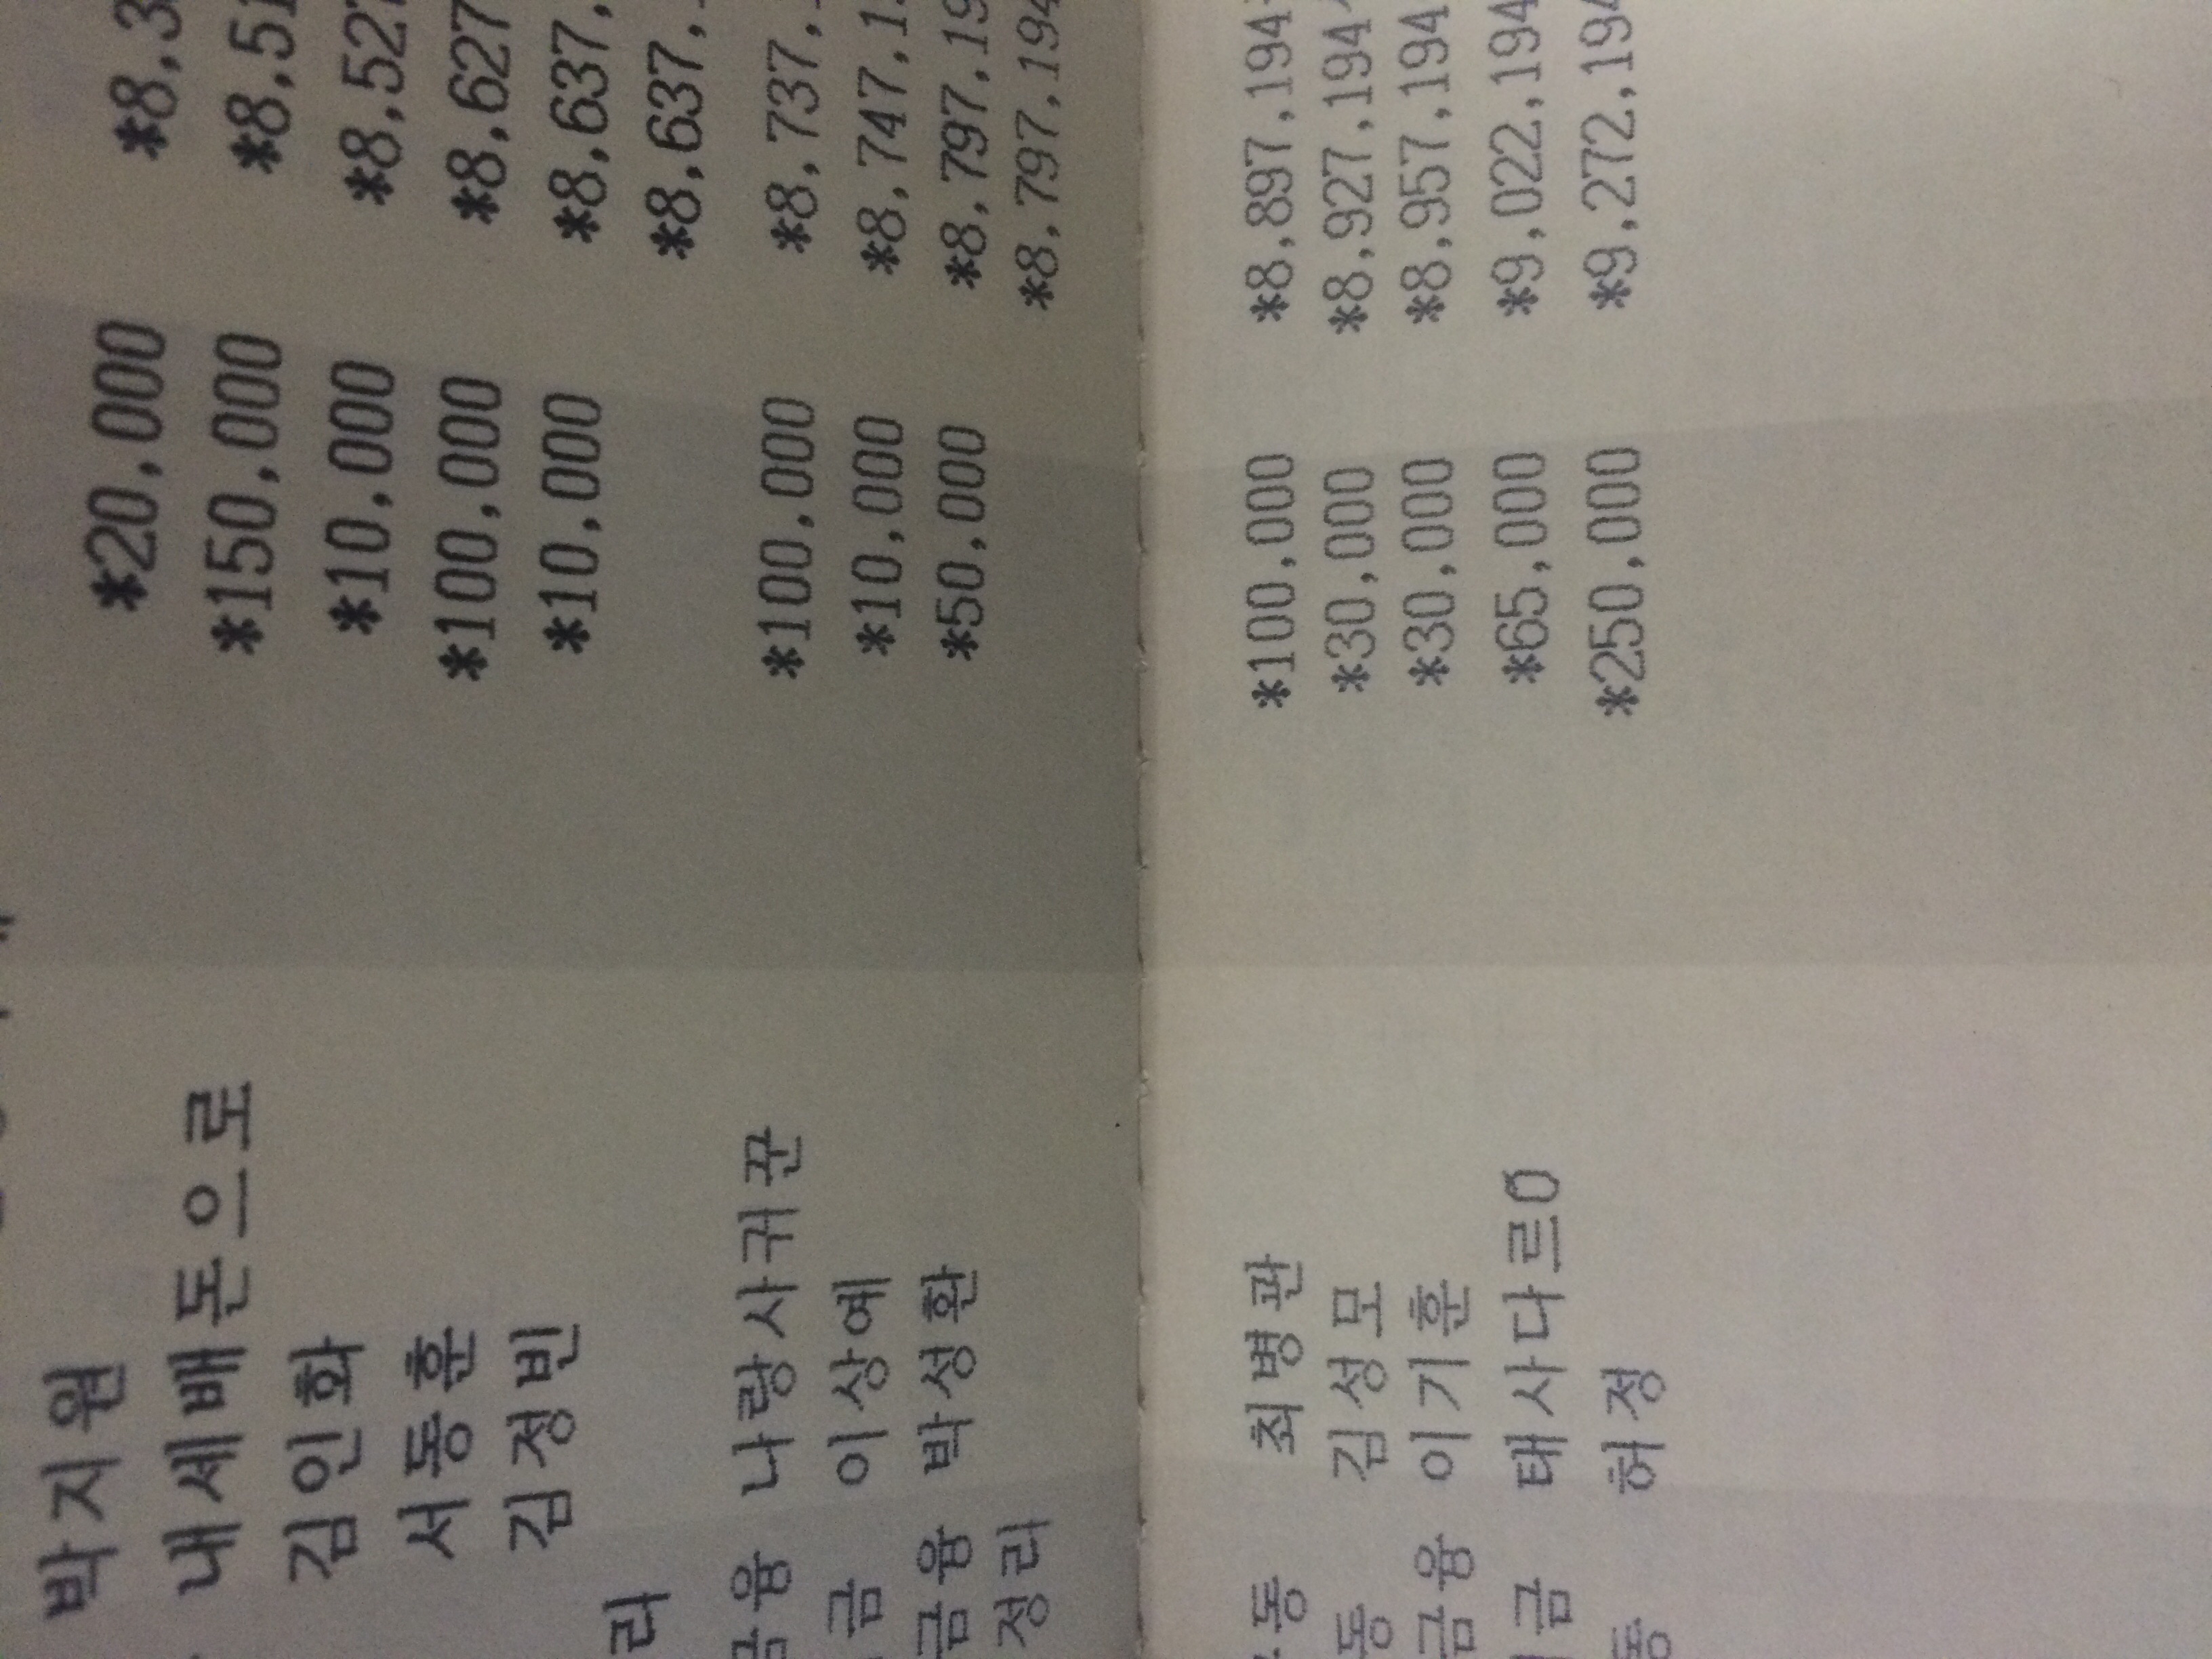 박지원 *20,000 *8,3
내세배돈으로 *150,000 *8,51
김인화 *10,000 *8,527
서동훈 *100,000 *8,627
김정빈 *10,000 *8,637,
리 *8,637,
금융 나랑사귀꾼 *100,000 *8,737,
금 이상예 *10,000 *8,747,1
금융 박성환 *50,000 *8,797,19
정리 *8,797,194
동 최병관 *100,000 *8,897,194
동 김성모 *30,000 *8,927,194
금융 이기훈 *30,000 *8,957,194
금 태사다르0 *65,000 *9,022,194
동 허정 *250,000 *9,272,194